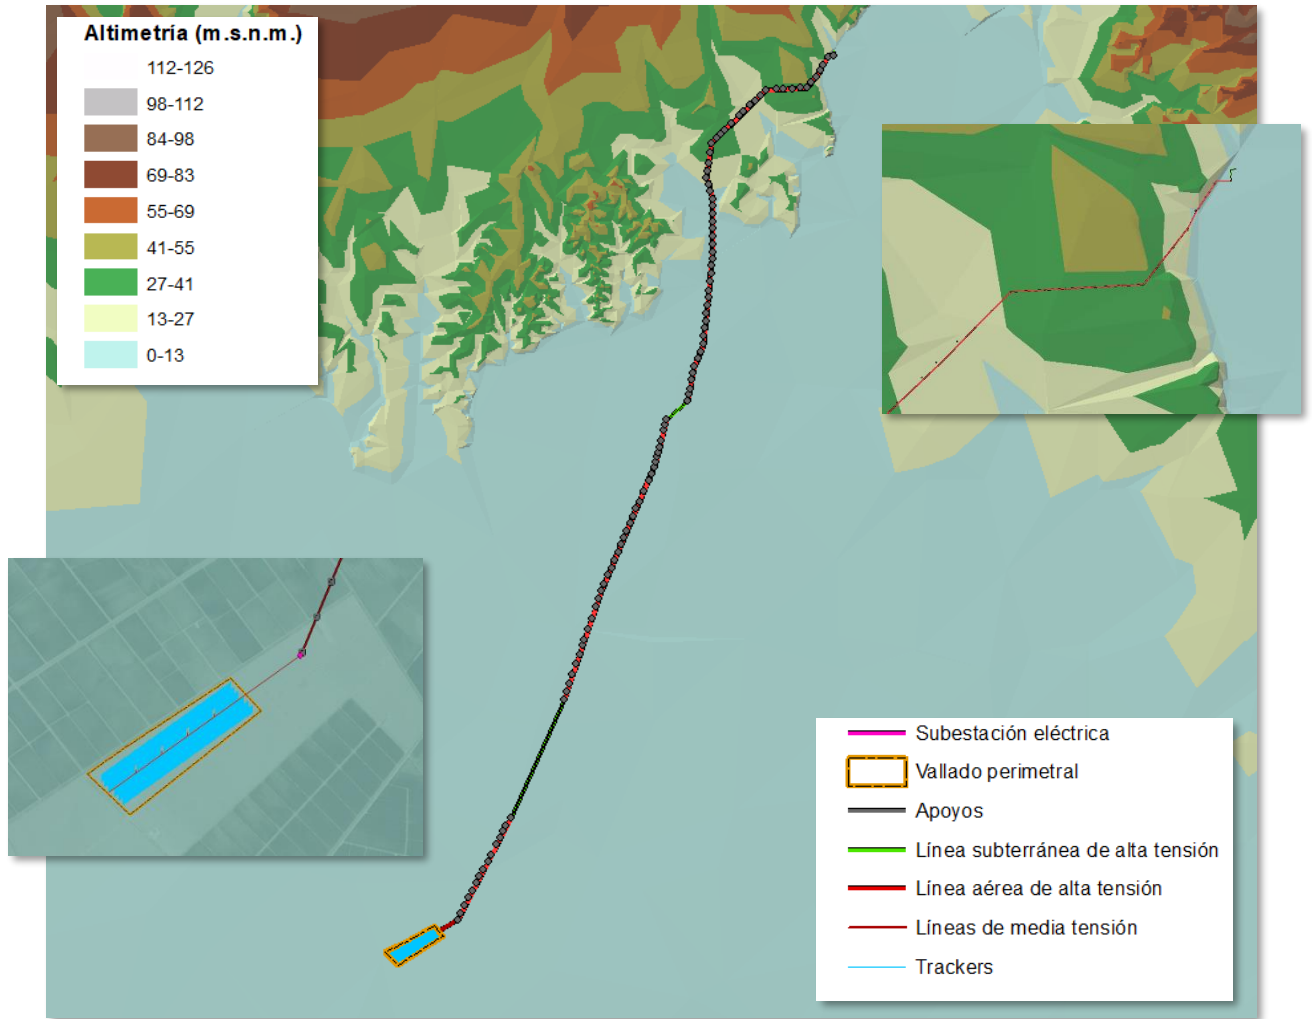 Altimetría (m.s.n.m.)
112-126
98-112
84-98
69-83
55-69
41-55
27-41
13-27
0-13
Subestación eléctrica
Vallado perimetral
Apoyos
Línea subterránea de alta tensión
Línea aérea de alta tensión
Líneas de media tensión
Trackers